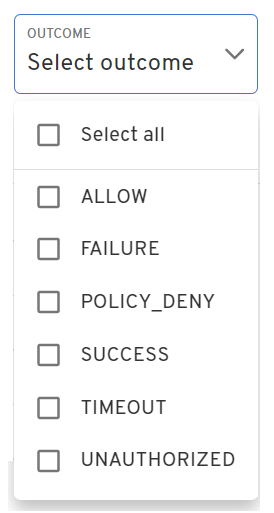 OUTCOME
Select outcome
Select all
ALLOW
FAILURE
POLICY_DENY
SUCCESS
TIMEOUT
UNAUTHORIZED